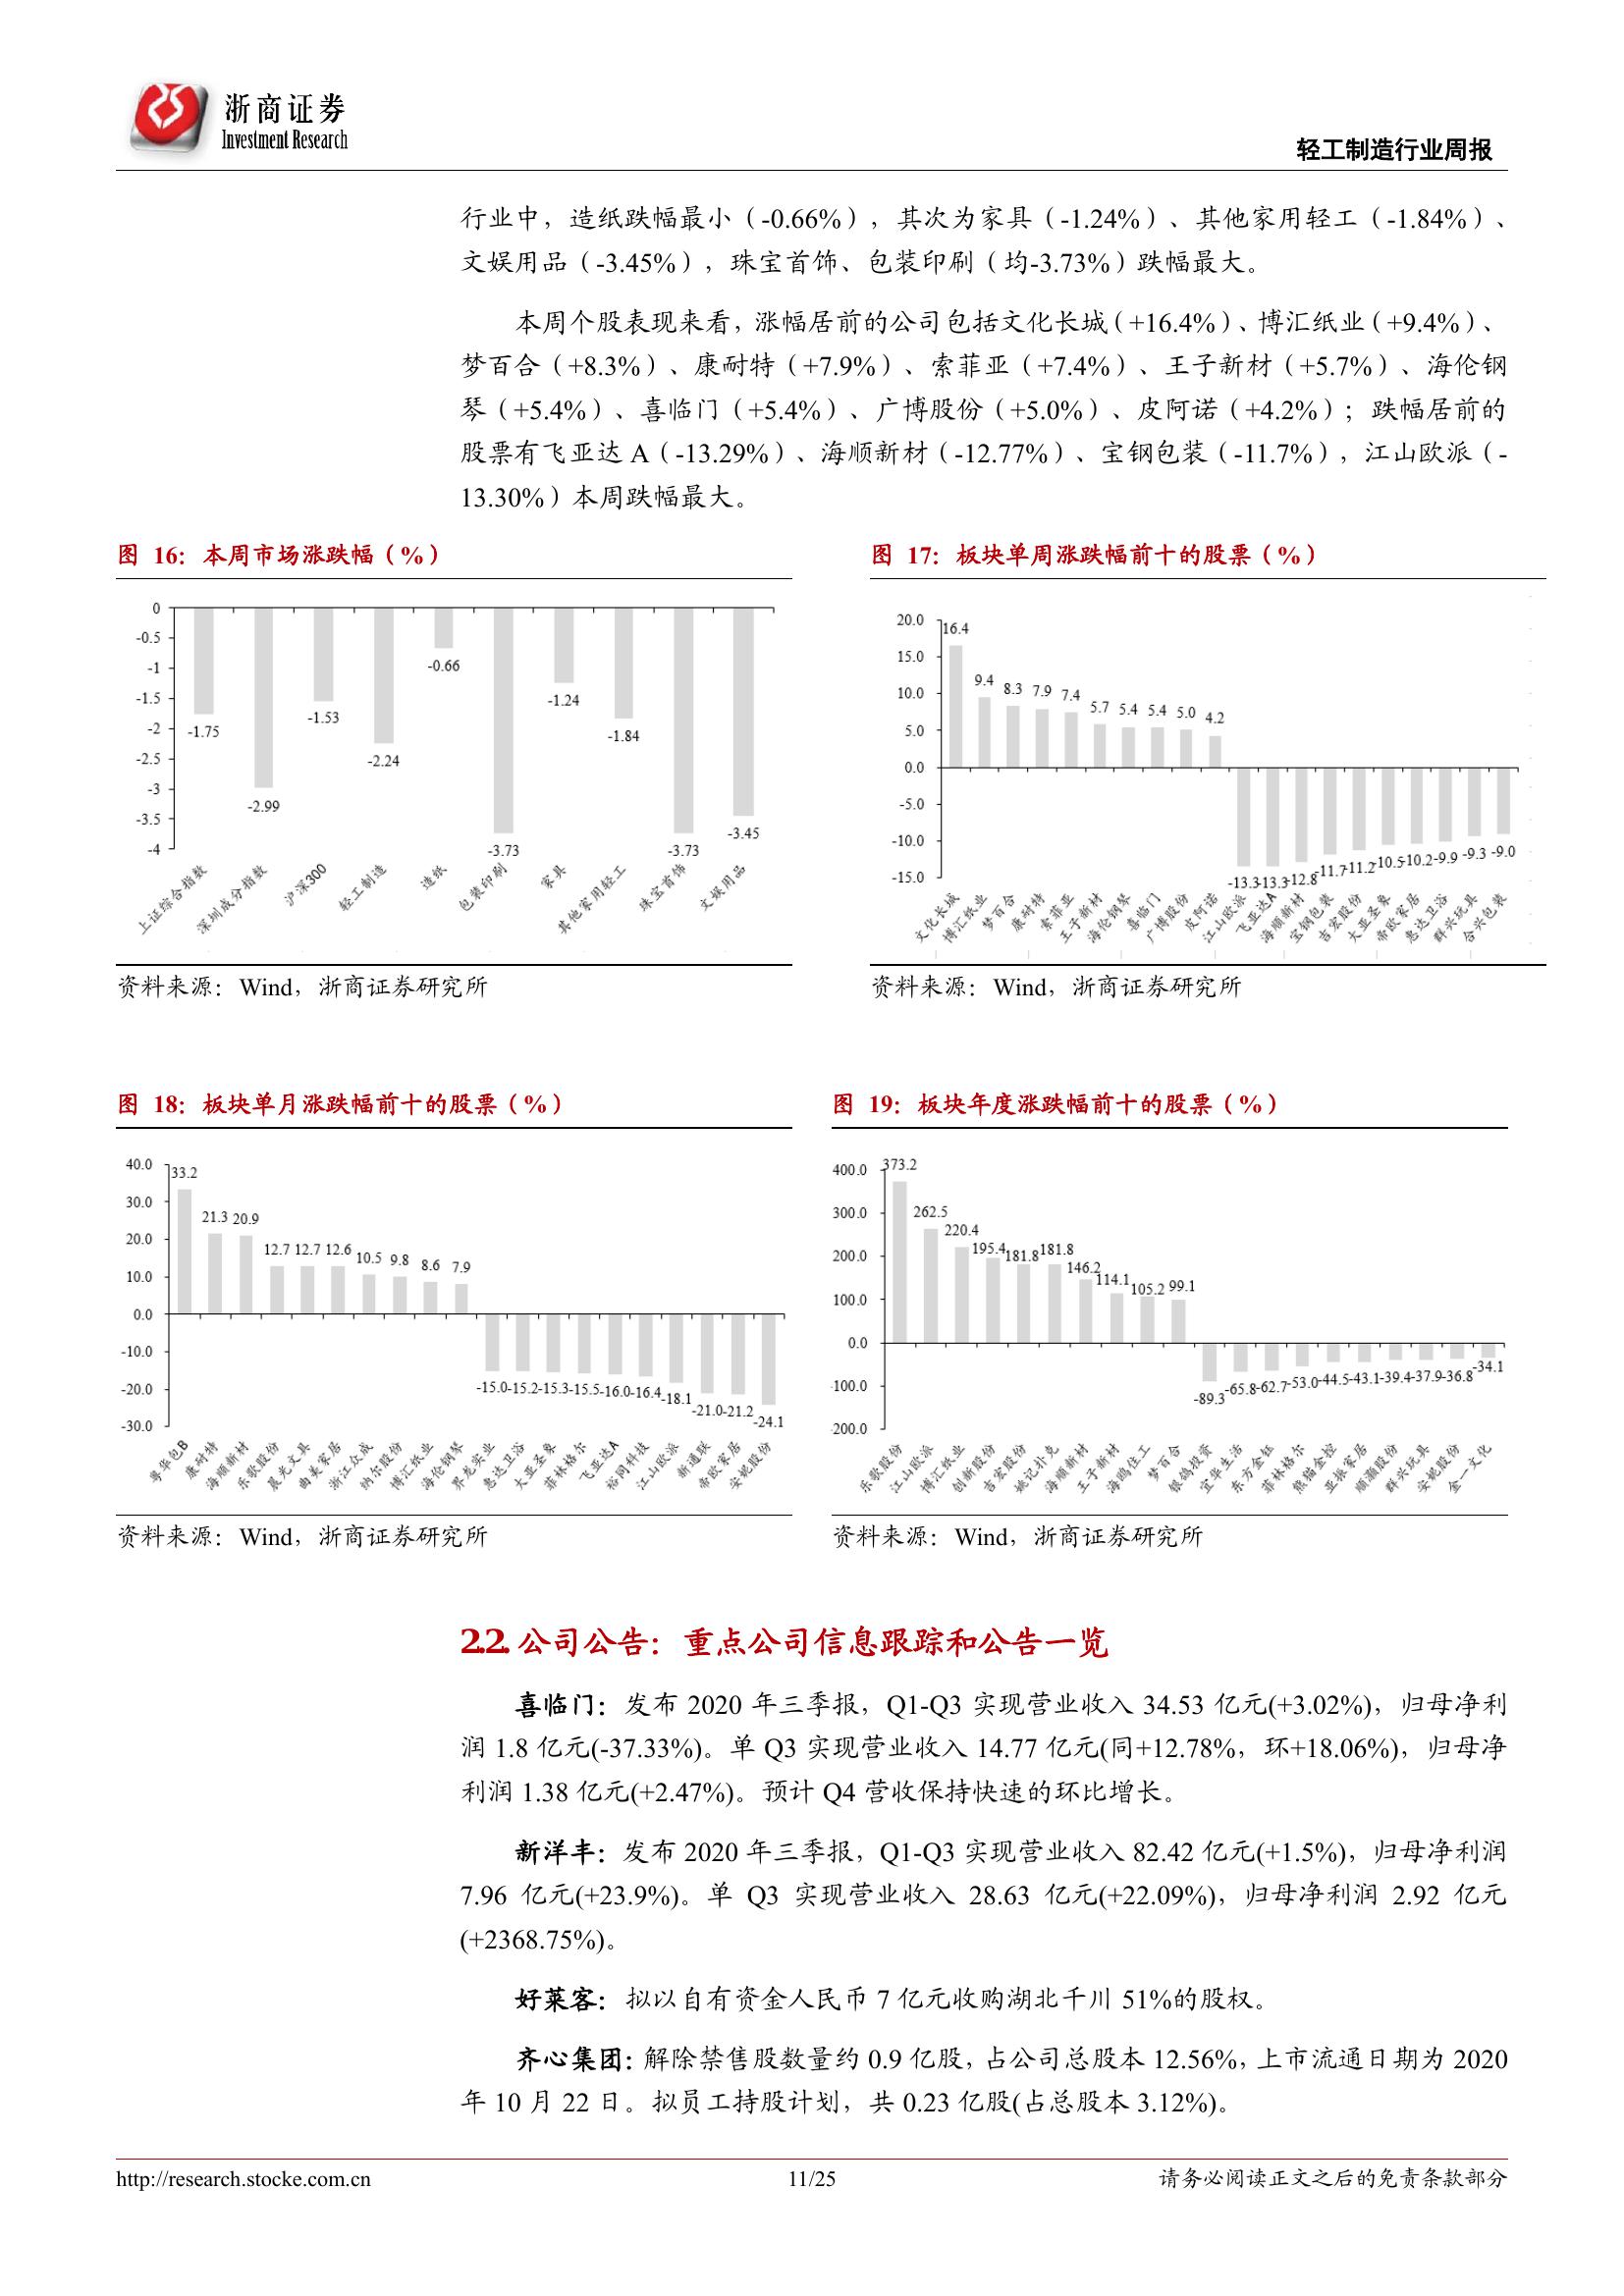 浙商证券
Investment Research
轻工制造行业周报
行业中，造纸跌幅最小（-0.66%），其次为家具（-1.24%）、其他家用轻工（-1.84%）、
文娱用品（-3.45%），珠宝首饰、包装印刷（均-3.73%）跌幅最大。
本周个股表现来看，涨幅居前的公司包括文化长城（+16.4%）、博汇纸业（+9.4%）、
梦百合（+8.3%）、康耐特（+7.9%）、索菲亚（+7.4%）、王子新材（+5.7%）、海伦钢
琴（+5.4%）、喜临门（+5.4%）、广博股份（+5.0%）、皮阿诺（+4.2%）；跌幅居前的
股票有飞亚达 A（-13.29%）、海顺新材（-12.77%）、宝钢包装（-11.7%），江山欧派（-
13.30%）本周跌幅最大。
图 16：本周市场涨跌幅（%）
0
-0.5
-1
-1.5
-2
-2.5
-3
-3.5
-4
-1.75
-2.99
-1.53
-2.24
-0.66
-3.73
-1.24
-1.84
-3.73
-3.45
上证综合指数
深圳成分指数
沪深300
轻工制造
造纸
包装印刷
家具
其他家用轻工
珠宝首饰
文娱用品
资料来源：Wind，浙商证券研究所
图 17：板块单周涨跌幅前十的股票（%）
20.0
15.0
10.0
5.0
0.0
-5.0
-10.0
-15.0
16.4
9.4
8.3
7.9
7.4
5.7
5.4
5.4
5.0
4.2
-13.3
-13.3
-12.8
-11.7
-11.2
-10.5
-10.2
-9.9
-9.3
-9.0
文化长城
博汇纸业
梦百合
康耐特
索菲亚
王子新材
海伦钢琴
喜临门
广博股份
皮阿诺
江山欧派
飞亚达A
海顺新材
宝钢包装
吉宏股份
大亚圣象
帝欧家居
惠达卫浴
群兴玩具
合兴包装
资料来源：Wind，浙商证券研究所
图 18：板块单月涨跌幅前十的股票（%）
40.0
30.0
20.0
10.0
0.0
-10.0
-20.0
-30.0
33.2
21.3
20.9
12.7
12.7
12.6
10.5
9.8
8.6
7.9
-15.0
-15.2
-15.3
-15.5
-16.0
-16.4
-18.1
-21.0
-21.2
-24.1
粤华包B
康耐特
海顺新材
乐歌股份
晨光文具
曲美家居
浙江众成
纳尔股份
博汇纸业
海伦钢琴
界龙实业
惠达卫浴
大亚圣象
菲林格尔
飞亚达A
裕同科技
江山欧派
新通联
帝欧家居
安妮股份
资料来源：Wind，浙商证券研究所
图 19：板块年度涨跌幅前十的股票（%）
400.0
300.0
200.0
100.0
0.0
100.0
200.0
373.2
262.5
220.4
195.4
181.8
181.8
146.2
114.1
105.2
99.1
-89.3
-65.8
-62.7
-53.0
-44.5
-43.1
-39.4
-37.9
-36.8
-34.1
乐歌股份
江山欧派
博汇纸业
创新股份
吉宏股份
姚记扑克
海顺新材
王子新材
海鸥住工
梦百合
银鸽投资
宜华生活
东方金钰
菲林格尔
熊猫金控
亚振家居
顺灏股份
群兴玩具
安妮股份
金一文化
资料来源：Wind，浙商证券研究所
2.2. 公司公告：重点公司信息跟踪和公告一览
喜临门：发布 2020 年三季报，Q1-Q3 实现营业收入 34.53 亿元(+3.02%)，归母净利
润 1.8 亿元(-37.33%)。单 Q3 实现营业收入 14.77 亿元(同+12.78%，环+18.06%)，归母净
利润 1.38 亿元(+2.47%)。预计 Q4 营收保持快速的环比增长。
新洋丰：发布 2020 年三季报，Q1-Q3 实现营业收入 82.42 亿元(+1.5%)，归母净利润
7.96 亿元(+23.9%)。单 Q3 实现营业收入 28.63 亿元(+22.09%)，归母净利润 2.92 亿元
(+2368.75%)。
好莱客：拟以自有资金人民币 7 亿元收购湖北千川 51%的股权。
齐心集团：解除禁售股数量约 0.9 亿股，占公司总股本 12.56%，上市流通日期为 2020
年 10 月 22 日。拟员工持股计划，共 0.23 亿股(占总股本 3.12%)。
http://research.stocke.com.cn
11/25
请务必阅读正文之后的免责条款部分